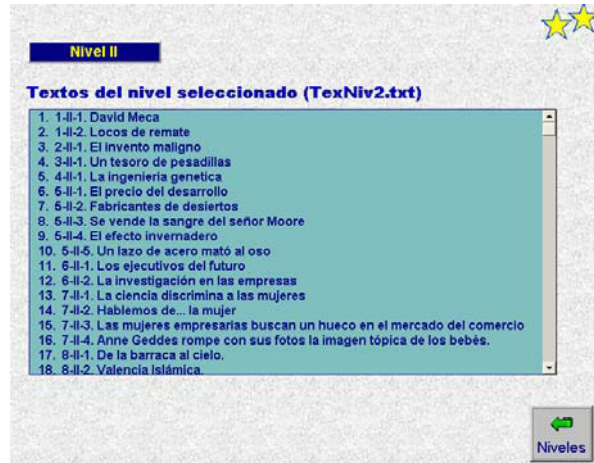 Nivel II
Textos del nivel seleccionado (TexNiv2.txt)
1. 1-II-1. David Meca
2. 1-II-2. Locos de remate
3. 2-II-1. El invento maligno
4. 3-II-1. Un tesoro de pesadillas
5. 4-II-1. La ingenieria genetica
6. 5-II-1. El precio del desarrollo
7. 5-II-2. Fabricantes de desiertos
8. 5-II-3. Se vende la sangre del señor Moore
9. 5-II-4. El efecto invernadero
10. 5-II-5. Un lazo de acero mató al oso
11. 6-II-1. Los ejecutivos del futuro
12. 6-II-2. La investigación en las empresas
13. 7-II-1. La ciencia discrimina a las mujeres
14. 7-II-2. Hablemos de... la mujer
15. 7-II-3. Las mujeres empresarias buscan un hueco en el mercado del comercio
16. 7-II-4. Anne Geddes rompe con sus fotos la imagen tópica de los bebés.
17. 8-II-1. De la barraca al cielo.
18. 8-II-2. Valencia Islámica.
Niveles